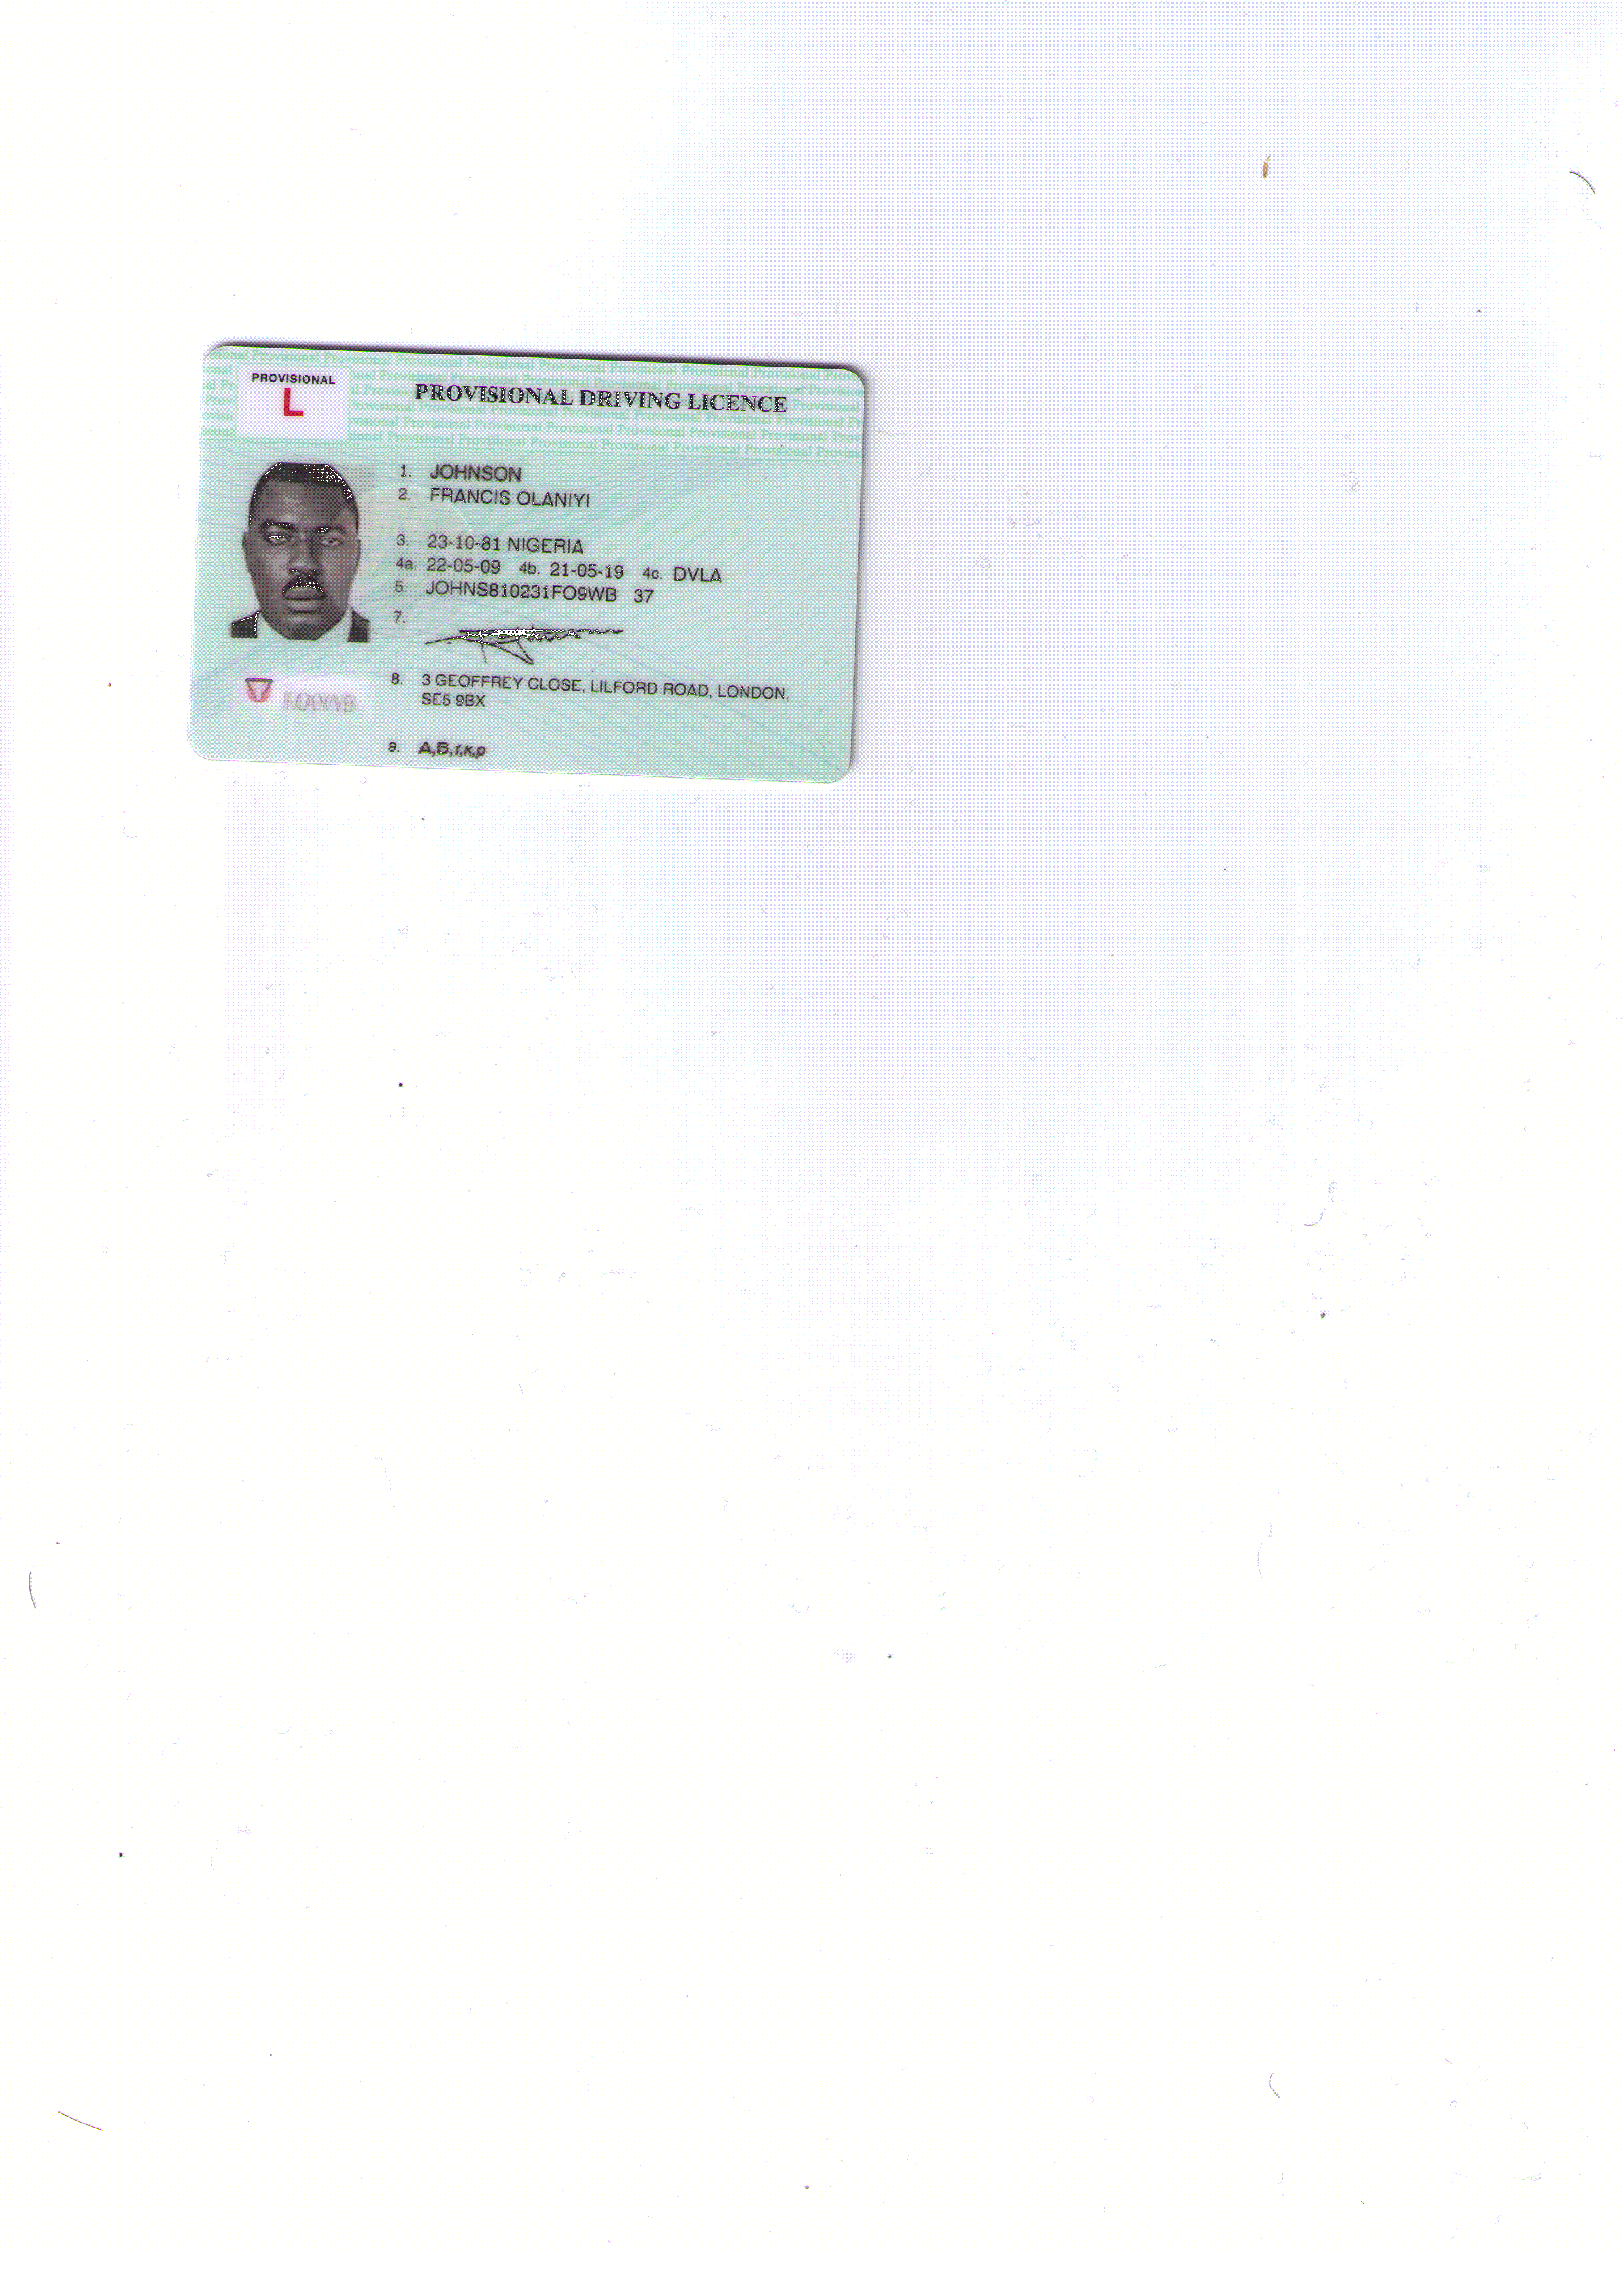 PROVISIONAL
L
PROVISIONAL DRIVING LICENCE
1. JOHNSON
2. FRANCIS OLANIYI
3. 23-10-81 NIGERIA
4a. 22-05-09 4b. 21-05-19 4c. DVLA
5. JOHNS810231FO9WB 37
7.
8. 3 GEOFFREY CLOSE, LILFORD ROAD, LONDON,
SE5 9BX
9. A,B,f,k,p